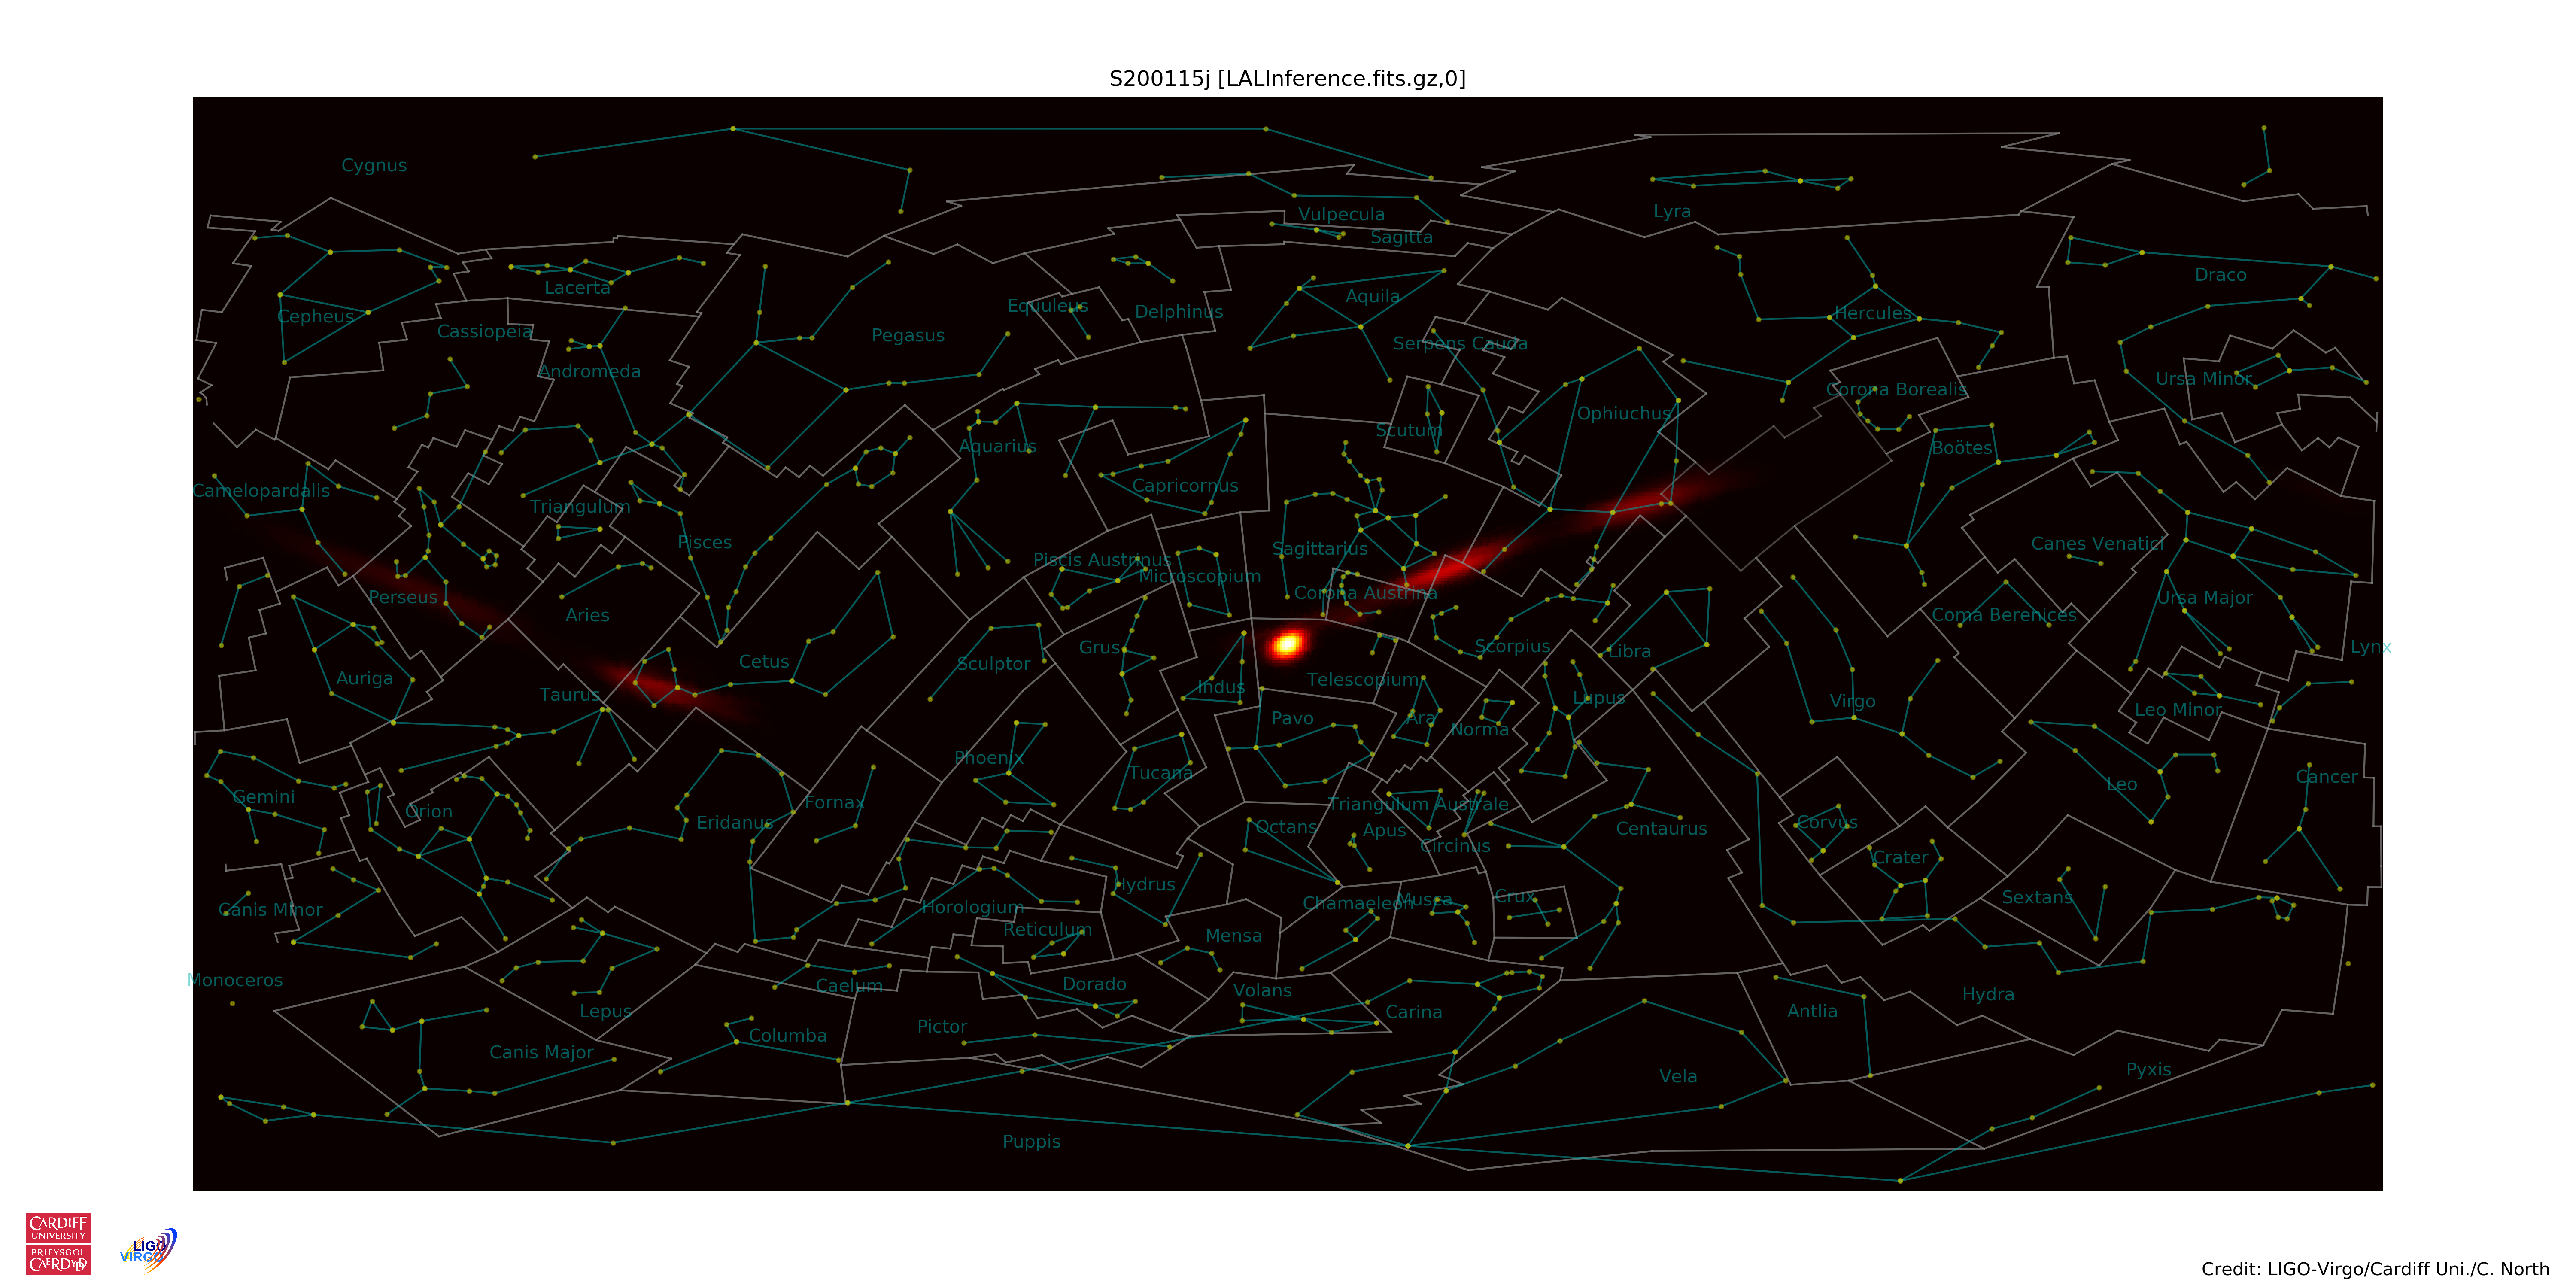 S200115j [LALInference.fits.gz,0]
Cygnus
Vulpecula
Lyra
Sagitta
Draco
Lacerta
Aquila
Equuleus
Delphinus
Cepheus
Hercules
Cassiopeia
Pegasus
Serpens Cauda
Andromeda
Ursa Minor
Corona Borealis
Ophiuchus
Scutum
Aquarius
Boötes
Camelopardalis
Capricornus
Triangulum
Pisces
Sagittarius
Canes Venatici
Piscis Austrinus
Microscopium
Perseus
Corona Austrina
Ursa Major
Aries
Coma Berenices
Grus
Scorpius
Lynx
Cetus
Sculptor
Libra
Auriga
Telescopium
Indus
Taurus
Lupus
Virgo
Leo Minor
Pavo
Ara
Norma
Phoenix
Tucana
Cancer
Leo
Gemini
Fornax
Triangulum Australe
Orion
Eridanus
Octans
Apus
Centaurus
Corvus
Circinus
Crater
Hydrus
Crux
Sextans
Musca
Chamaeleon
Canis Minor
Horologium
Reticulum
Mensa
Monoceros
Caelum
Dorado
Volans
Hydra
Lepus
Carina
Antlia
Pictor
Columba
Canis Major
Pyxis
Vela
Puppis
CARDIFF
UNIVERSITY
PRIFYSGOL
CAERDYDD
LIGO
VIRGO
Credit: LIGO-Virgo/Cardiff Uni./C. North